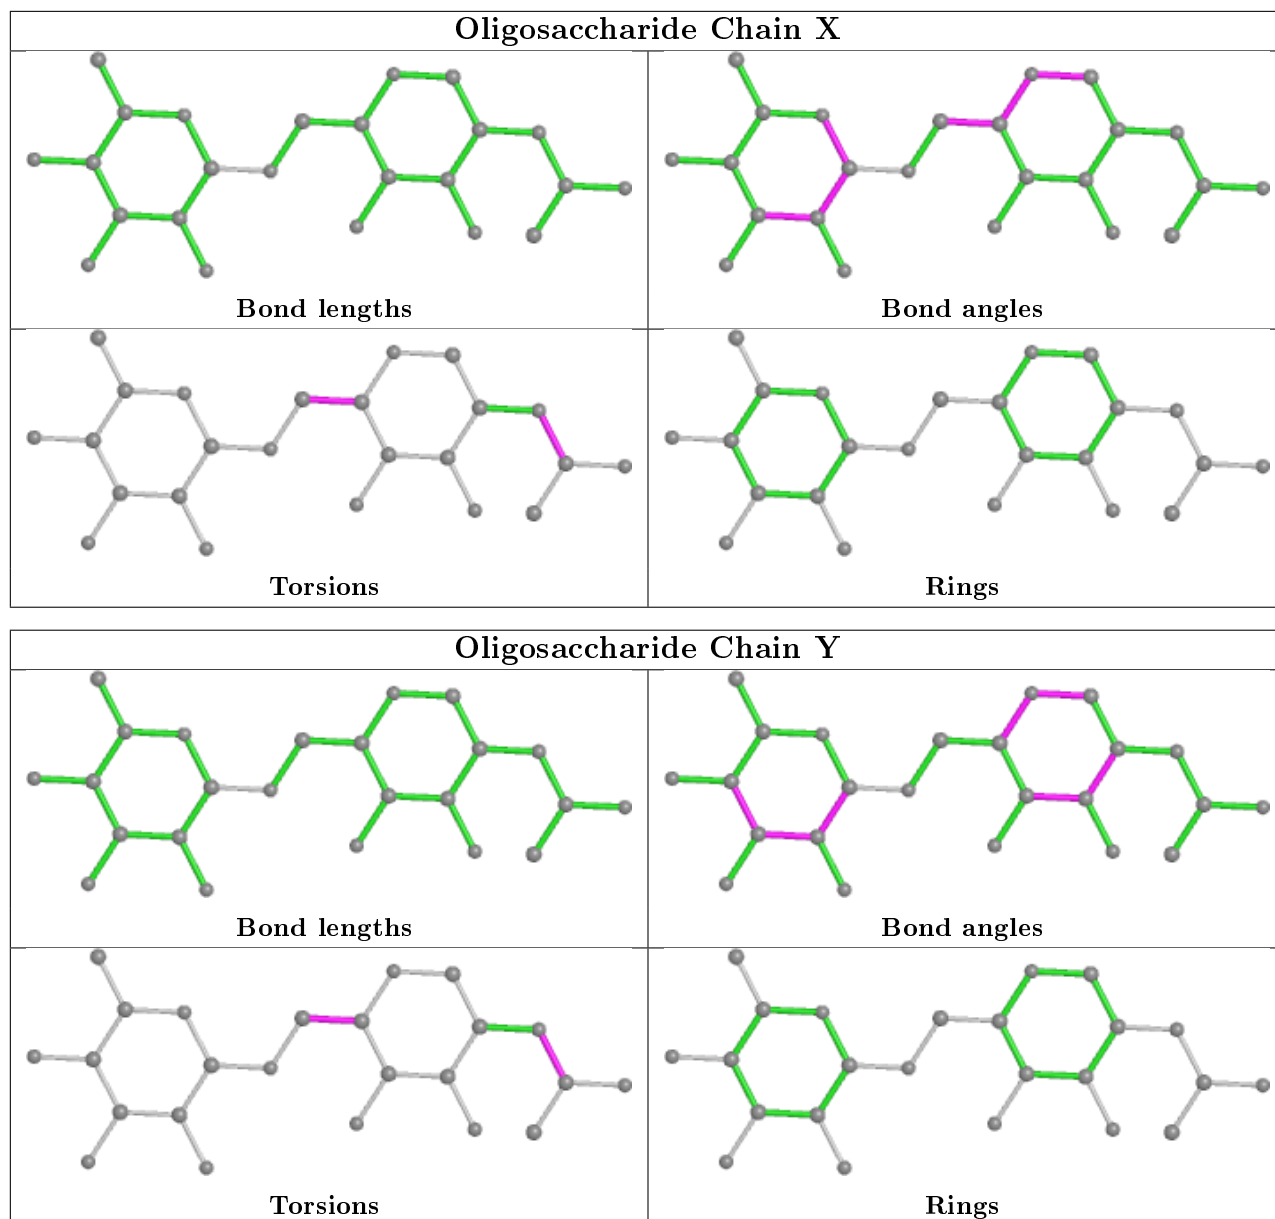 Oligosaccharide Chain X
Bond lengths
Bond angles
Torsions
Rings
Oligosaccharide Chain Y
Bond lengths
Bond angles
Torsions
Rings